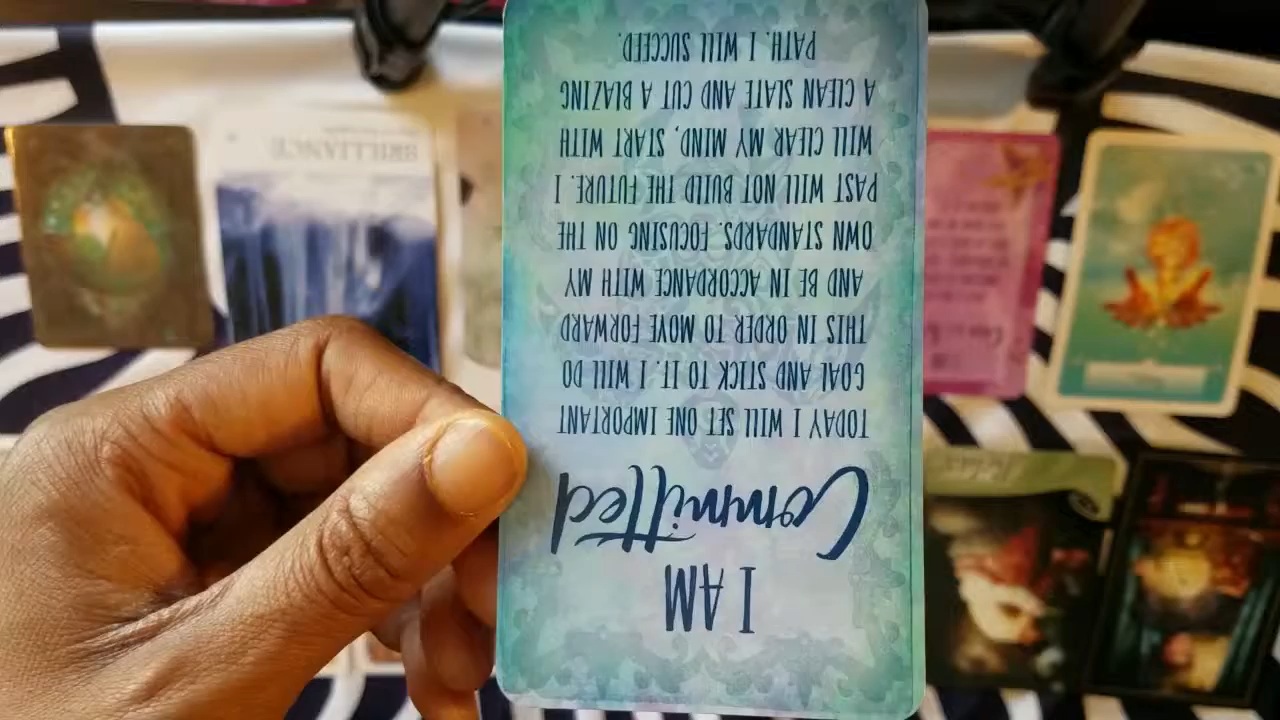 I AM
Committed
TODAY I WILL SET ONE IMPORTANT
GOAL AND STICK TO IT. I WILL DO
THIS IN ORDER TO MOVE FORWARD
AND BE IN ACCORDANCE WITH MY
OWN STANDARDS. FOCUSING ON THE
PAST WILL NOT BUILD THE FUTURE. I
WILL CLEAR MY MIND, START WITH
A CLEAN SLATE AND CUT A BLAZING
PATH. I WILL SUCCEED.
BRILLIANCE